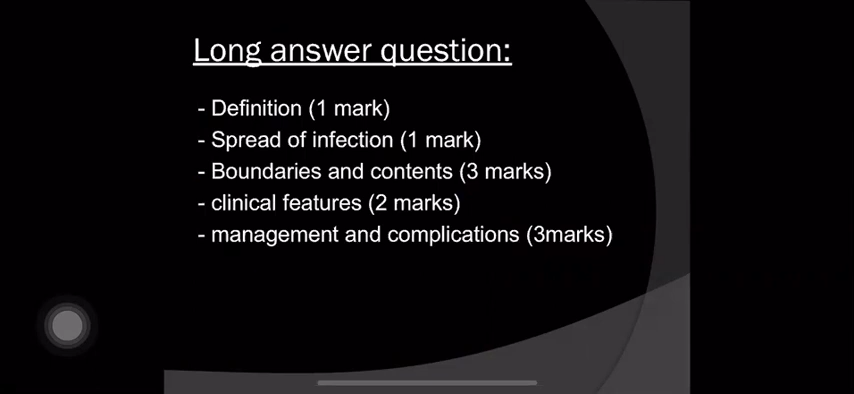 Long answer question:
- Definition (1 mark)
- Spread of infection (1 mark)
- Boundaries and contents (3 marks)
- clinical features (2 marks)
- management and complications (3marks)